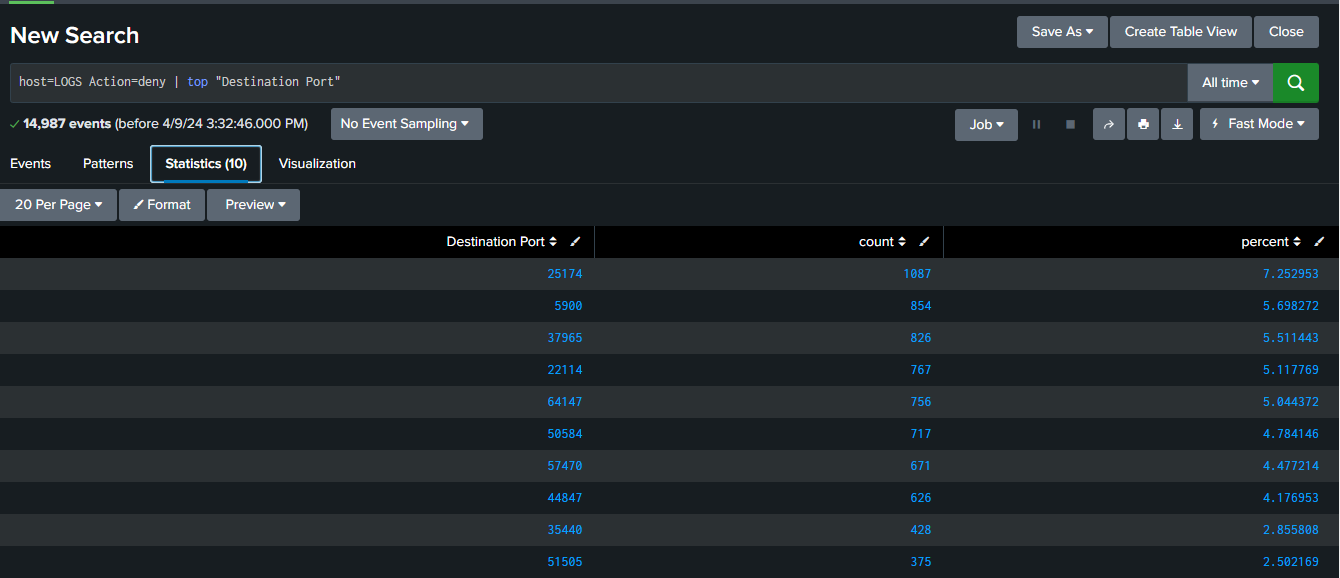 New Search
Save As Create Table View Close
host=LOGS Action=deny | top "Destination Port"
All time
14,987 events (before 4/9/24 3:32:46.000 PM)
No Event Sampling
Job
Fast Mode
Events Patterns Statistics (10) Visualization
20 Per Page Format Preview
Destination Port count percent
25174 1087 7.252953
5900 854 5.698272
37965 826 5.511443
22114 767 5.117769
64147 756 5.044372
50584 717 4.784146
57470 671 4.477214
44847 626 4.176953
35440 428 2.855808
51505 375 2.502169